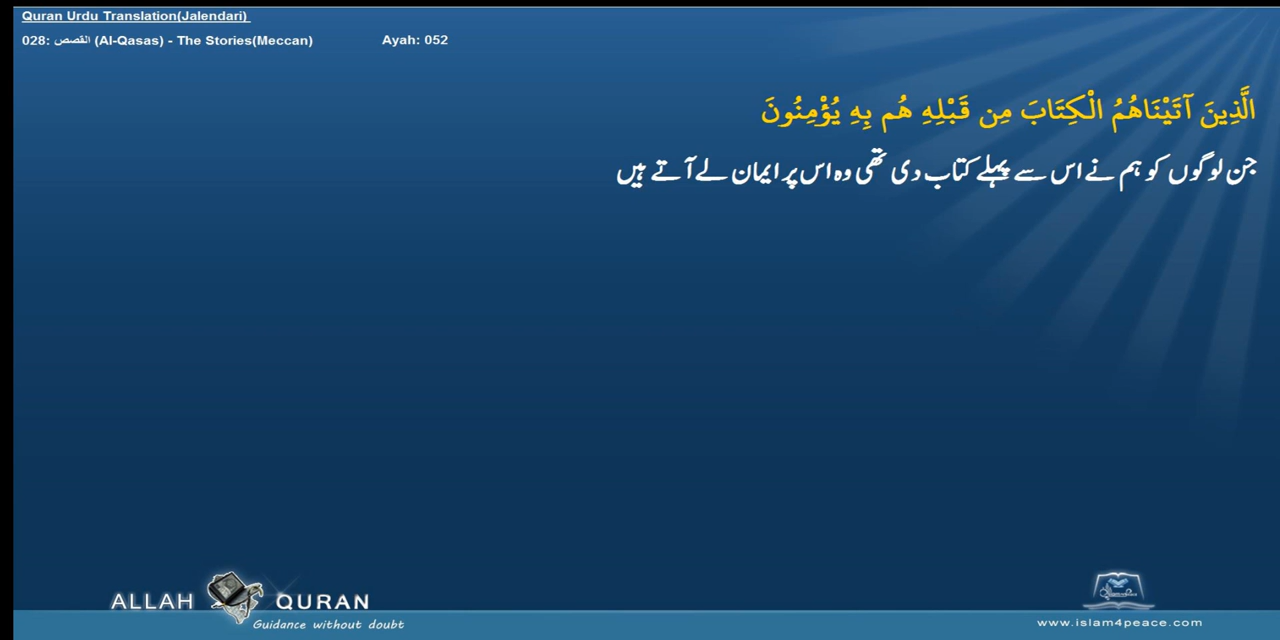 Quran Urdu Translation(Jalendari)
028: القصص (Al-Qasas) - The Stories(Meccan) Ayah: 052
الَّذِينَ آتَيْنَاهُمُ الْكِتَابَ مِن قَبْلِهِ هُم بِهِ يُؤْمِنُونَ
جن لوگوں کو ہم نے اس سے پہلے کتاب دی تھی وہ اس پر ایمان لے آتے ہیں
ALLAH QURAN
Guidance without doubt
www.islam4peace.com